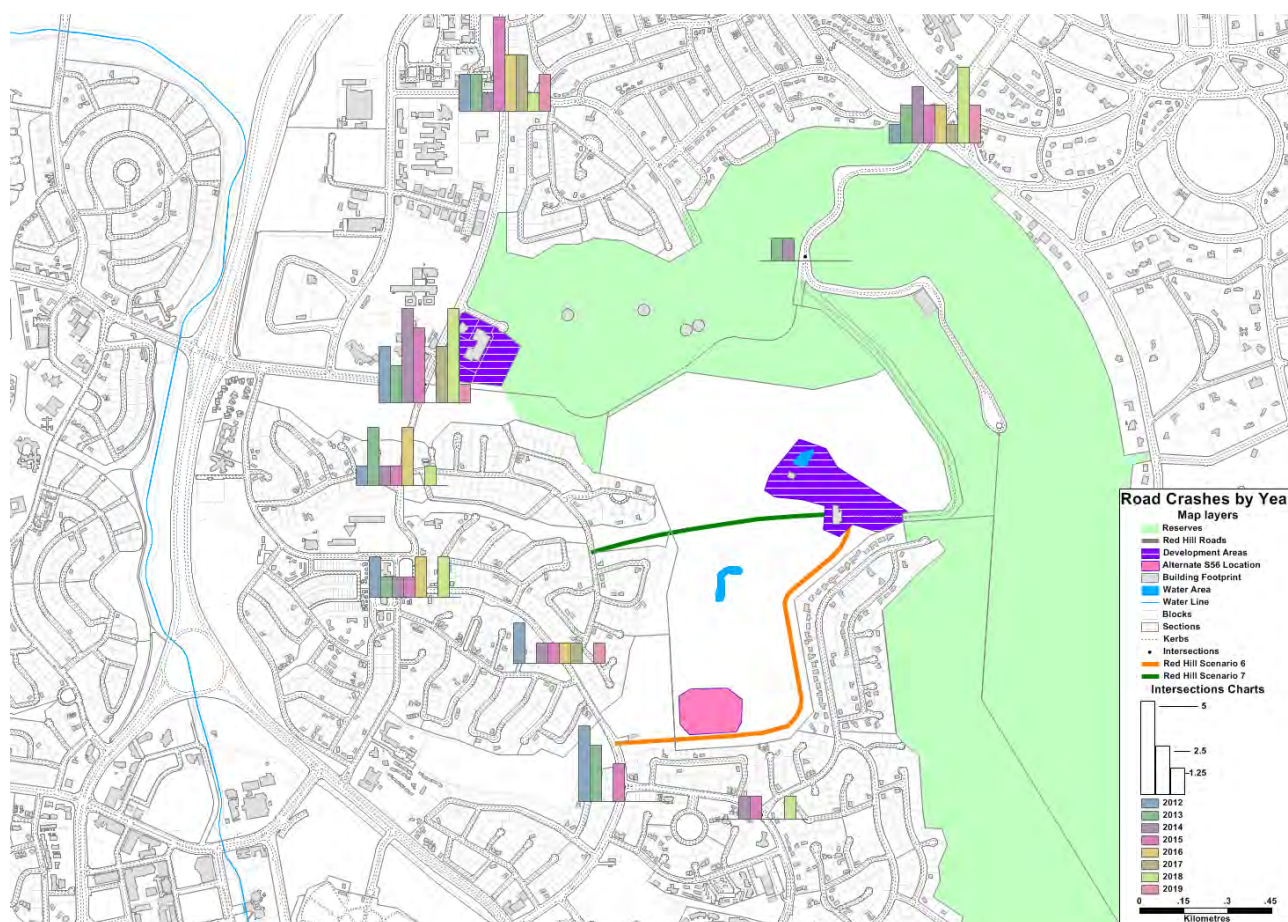 Road Crashes by Yea
Map layers
Reserves
Red Hill Roads
Development Areas
Alternate S56 Location
Building Footprint
Water Area
Water Line
Blocks
Sections
Kerbs
Intersections
Red Hill Scenario 6
Red Hill Scenario 7
Intersections Charts
5
2.5
1.25
2012
2013
2014
2015
2016
2017
2018
2019
0 .15 .3 .45
Kilometres